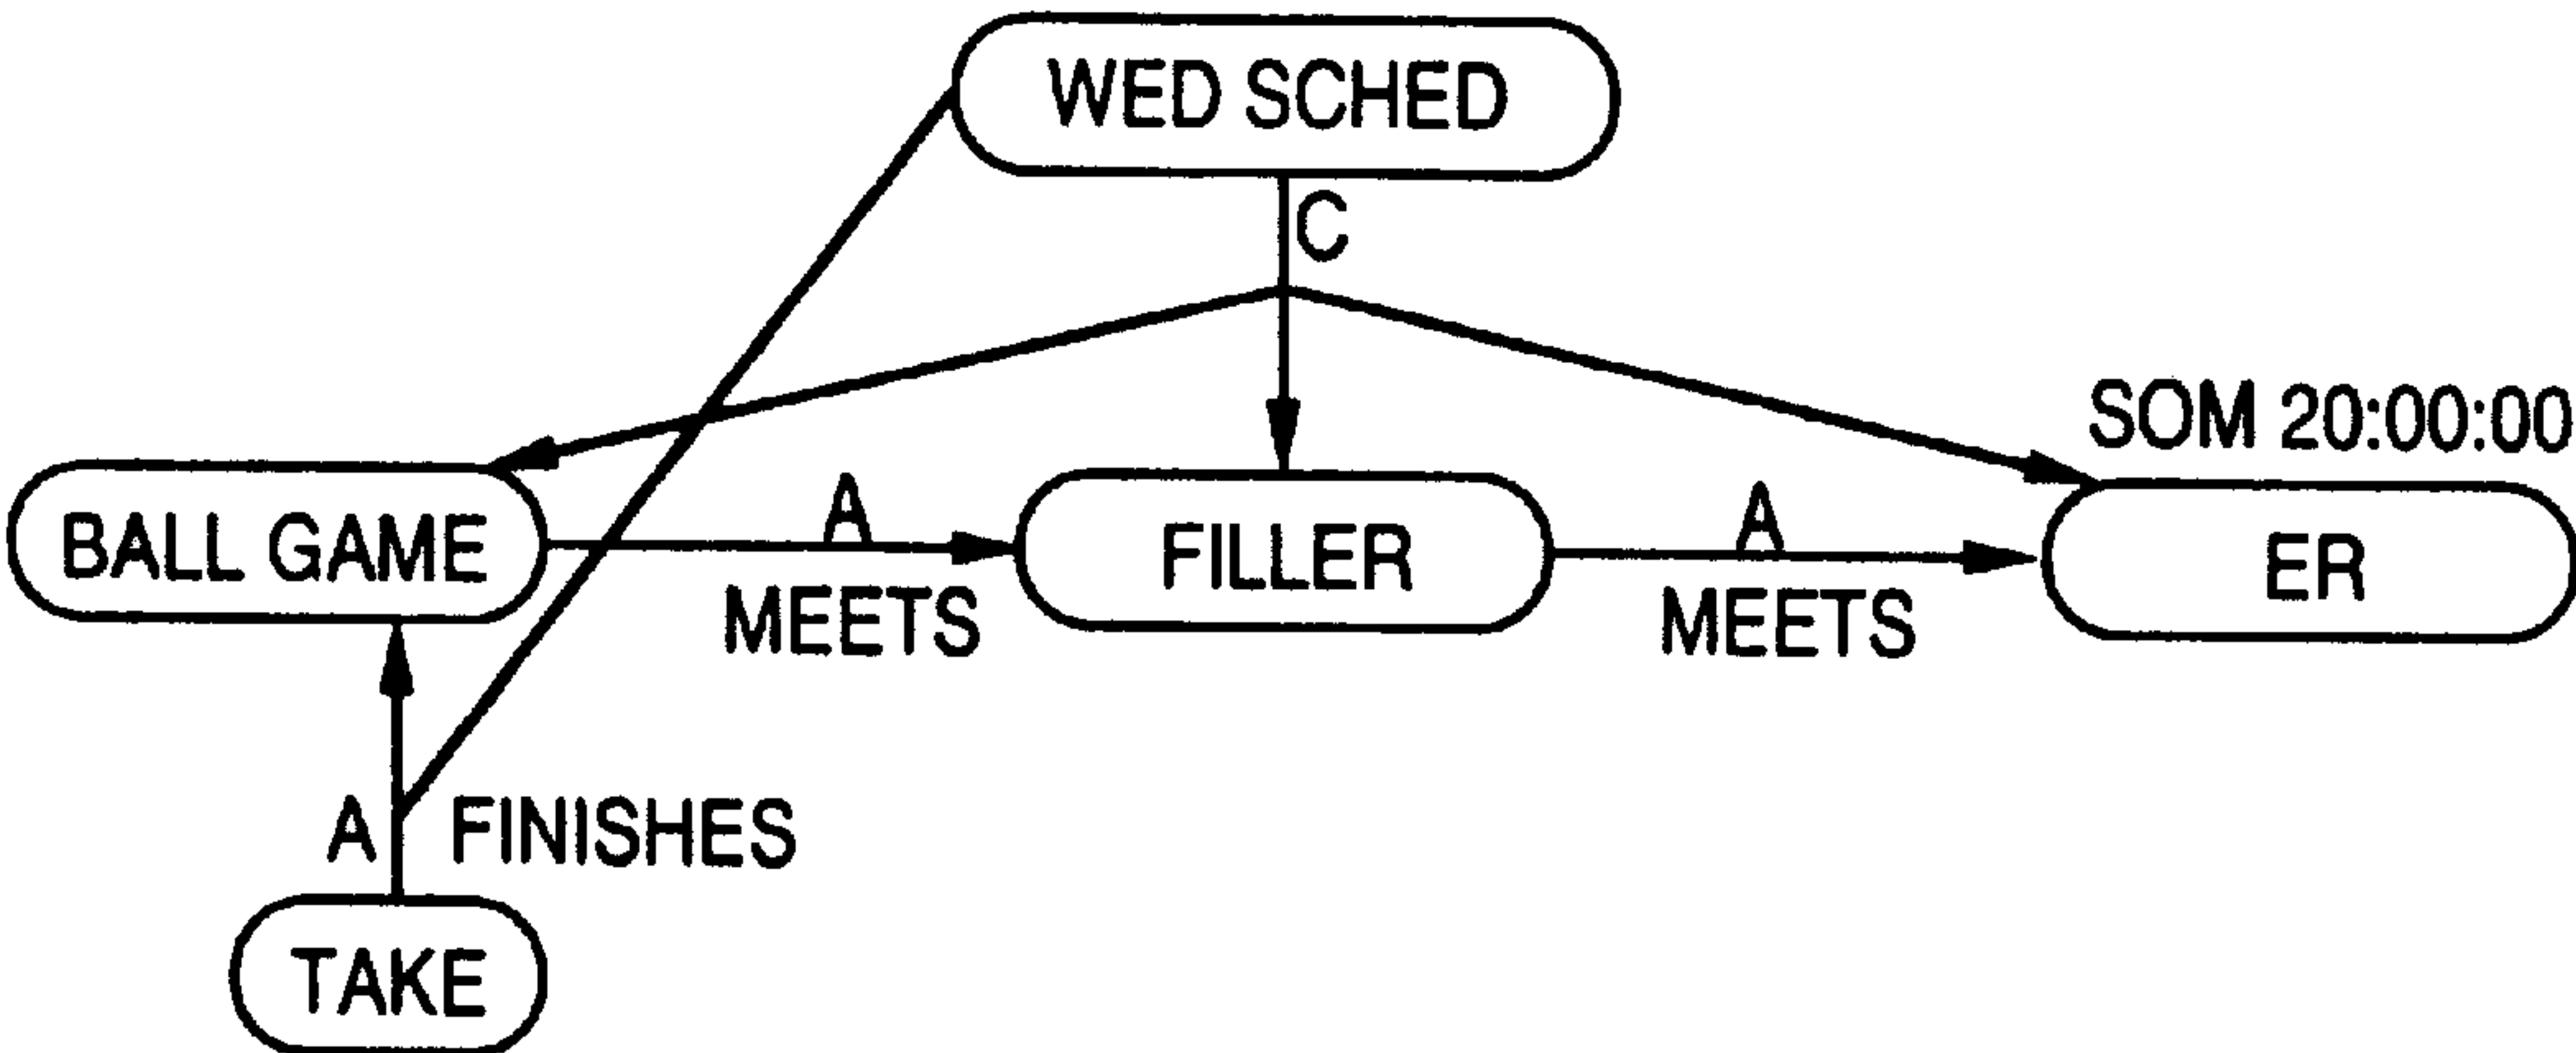 WED SCHED
C
SOM 20:00:00
BALL GAME
A
MEETS
FILLER
A
MEETS
ER
A FINISHES
TAKE